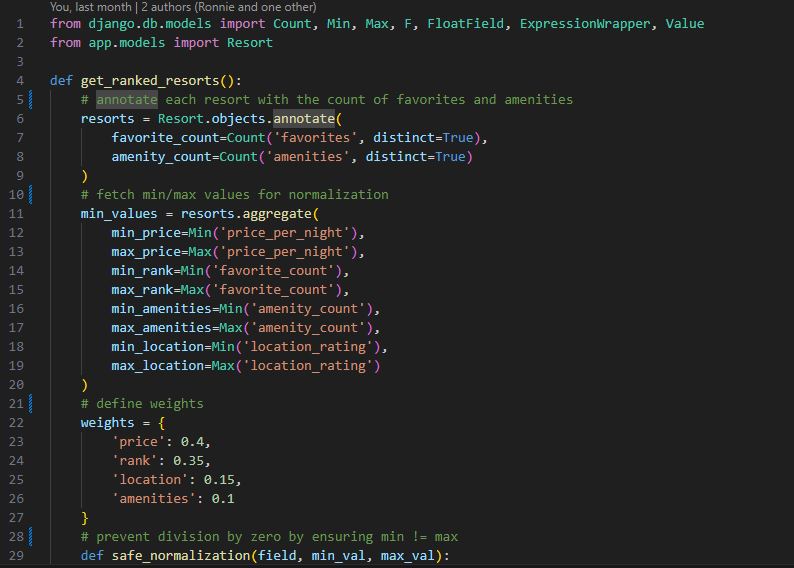 You, last month | 2 authors (Ronnie and one other)
1 from django.db.models import Count, Min, Max, F, FloatField, ExpressionWrapper, Value
2 from app.models import Resort
3
4 def get_ranked_resorts():
5     # annotate each resort with the count of favorites and amenities
6     resorts = Resort.objects.annotate(
7         favorite_count=Count('favorites', distinct=True),
8         amenity_count=Count('amenities', distinct=True)
9     )
10     # fetch min/max values for normalization
11     min_values = resorts.aggregate(
12         min_price=Min('price_per_night'),
13         max_price=Max('price_per_night'),
14         min_rank=Min('favorite_count'),
15         max_rank=Max('favorite_count'),
16         min_amenities=Min('amenity_count'),
17         max_amenities=Max('amenity_count'),
18         min_location=Min('location_rating'),
19         max_location=Max('location_rating')
20     )
21     # define weights
22     weights = {
23         'price': 0.4,
24         'rank': 0.35,
25         'location': 0.15,
26         'amenities': 0.1
27     }
28     # prevent division by zero by ensuring min != max
29     def safe_normalization(field, min_val, max_val):